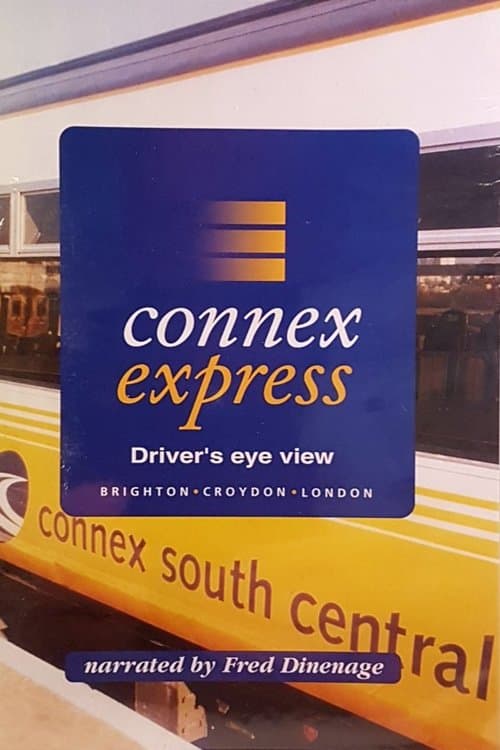 connex
express
Driver's eye view
BRIGHTON•CROYDON•LONDON
connex south central
narrated by Fred Dinenage